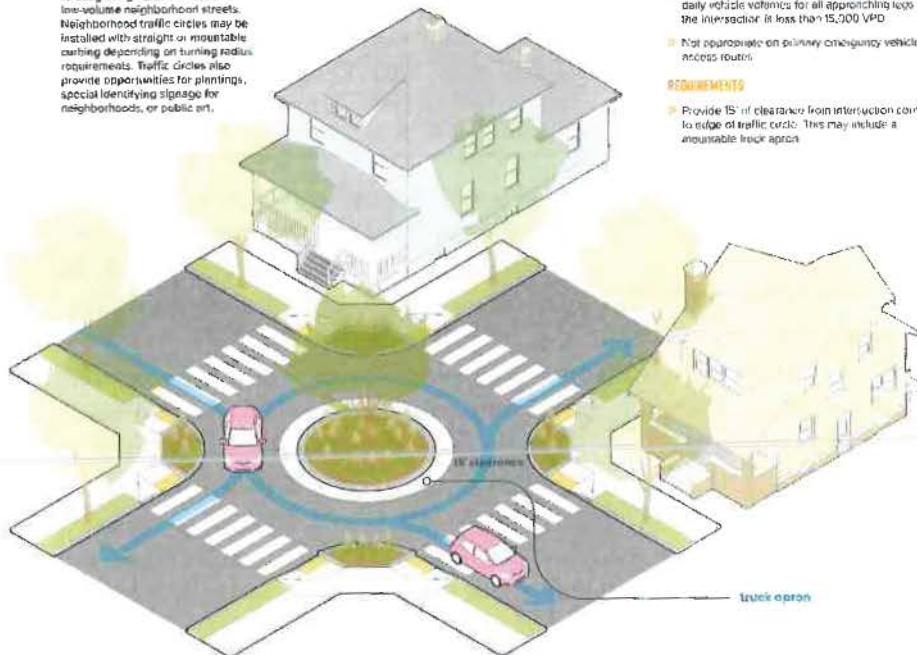 low-volume neighborhood streets.
Neighborhood traffic circles may be
installed with straight or mountable
curbing depending on turning radius
requirements. Traffic circles also
provide opportunities for plantings,
special identifying signage for
neighborhoods, or public art.
daily vehicle volumes for all approaching legs
the intersection is less than 15,000 VPD
Not appropriate on primary emergency vehicle
access routes
REQUIREMENTS
Provide 15' of clearance from intersection
to edge of traffic circle. This may include a
mountable truck apron
15' clearance
truck apron